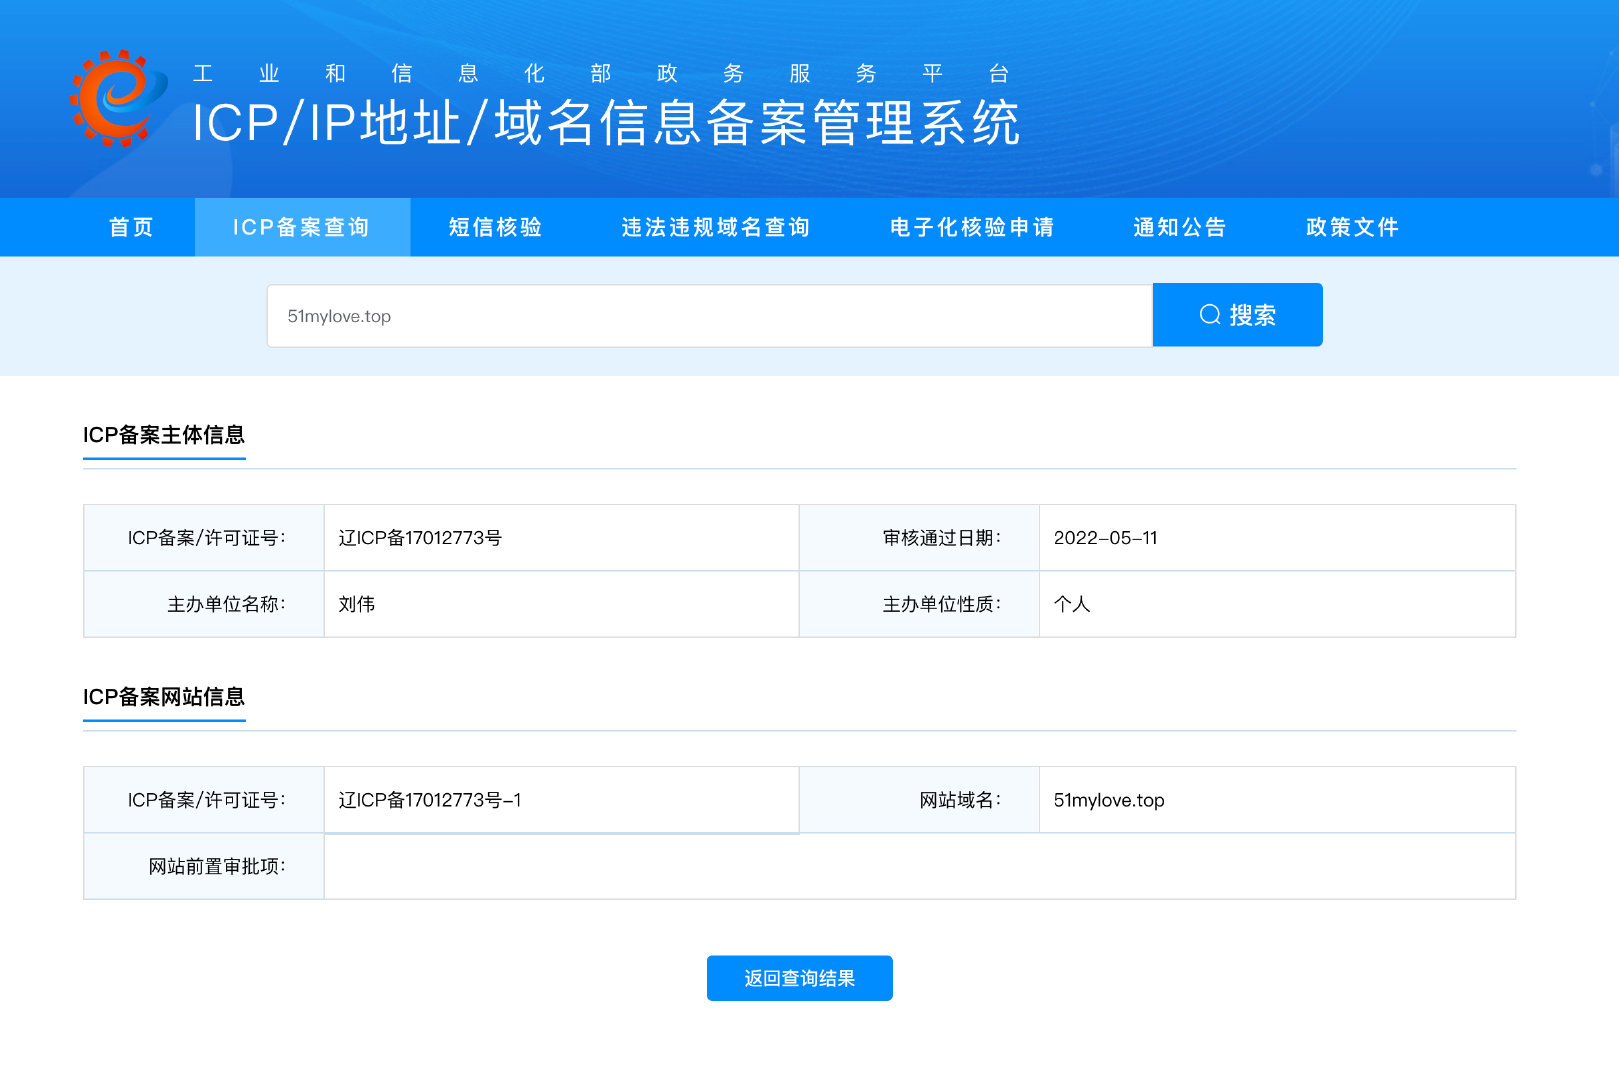 工业和信息化部政务服务平台
ICP/IP地址/域名信息备案管理系统
首页 ICP备案查询 短信核验 违法违规域名查询 电子化核验申请 通知公告 政策文件
51mylove.top 搜索
ICP备案主体信息
ICP备案/许可证号： 辽ICP备17012773号 审核通过日期： 2022-05-11
主办单位名称： 刘伟 主办单位性质： 个人
ICP备案网站信息
ICP备案/许可证号： 辽ICP备17012773号-1 网站域名： 51mylove.top
网站前置审批项：
返回查询结果